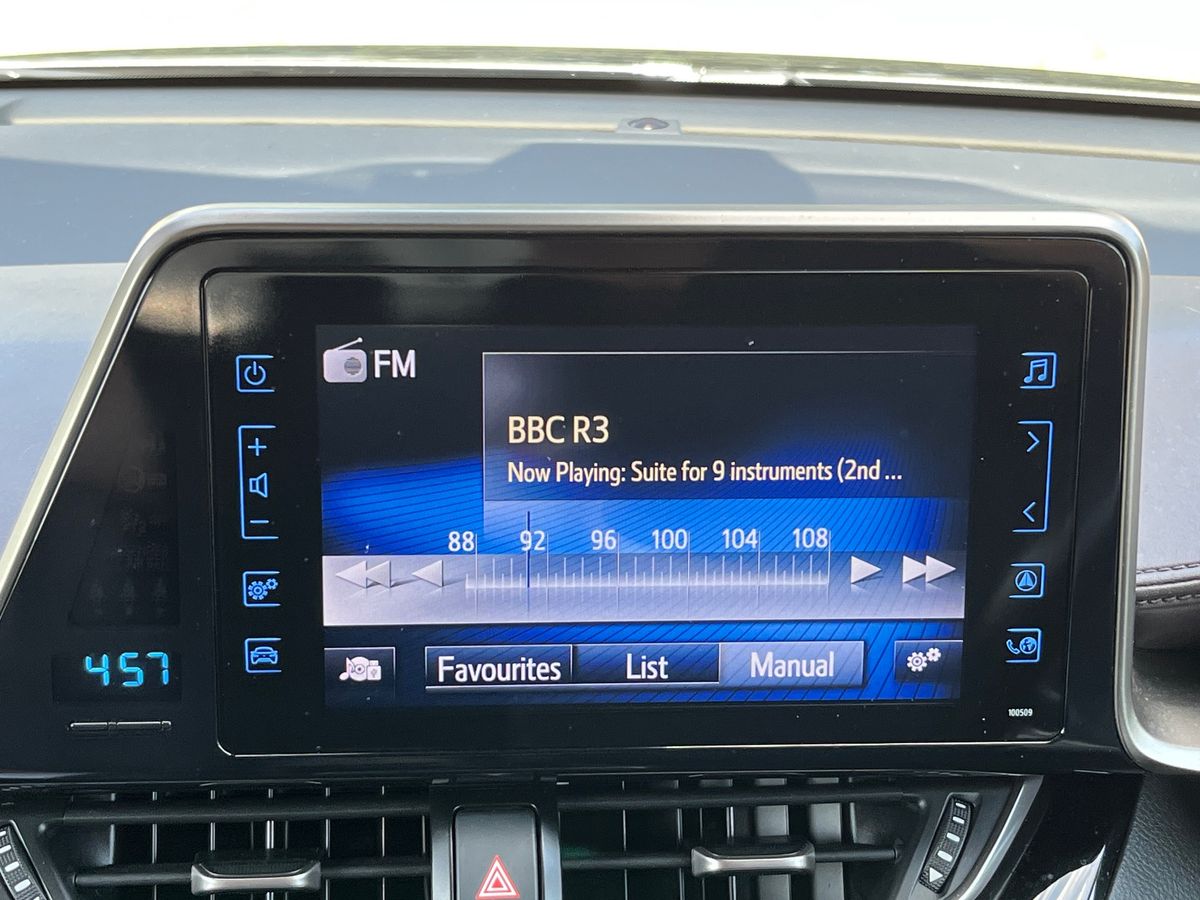 FM
BBC R3
Now Playing: Suite for 9 instruments (2nd ...
88 92 96 100 104 108
Favourites List Manual
457
100509